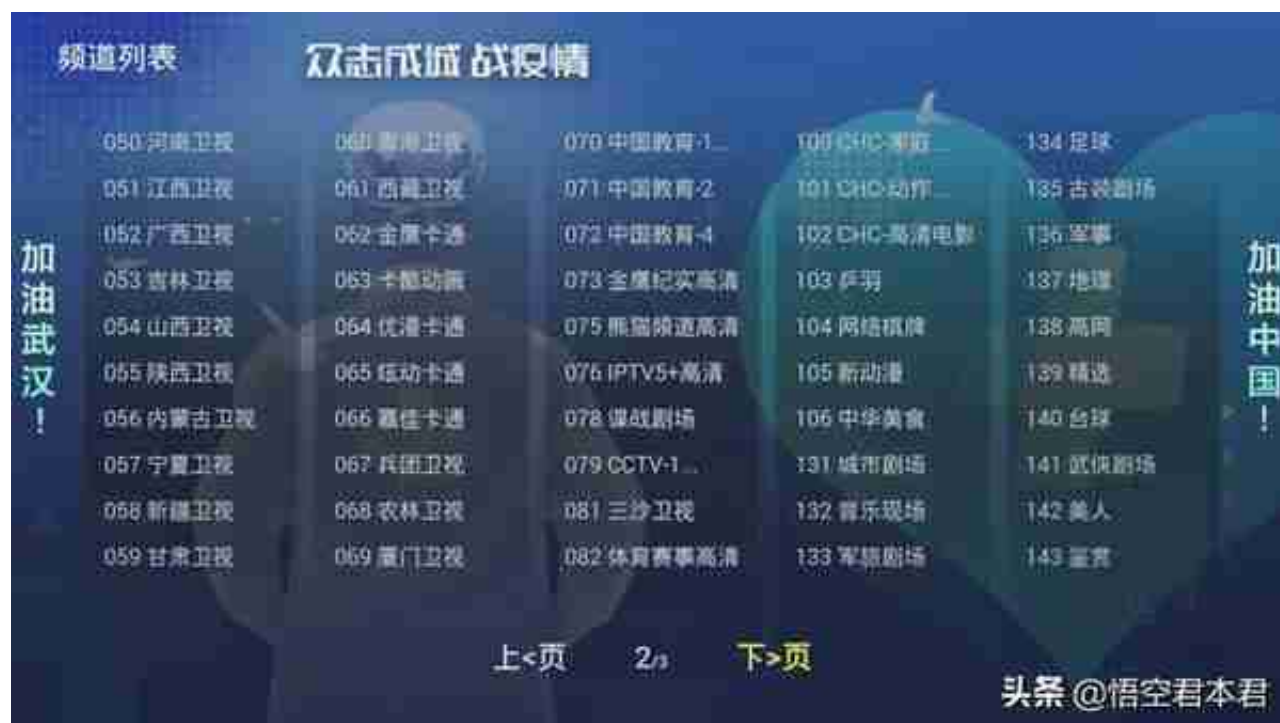 频道列表
众志成城 战疫情
050 河南卫视
051 江西卫视
052 广西卫视
053 吉林卫视
054 山西卫视
055 陕西卫视
056 内蒙古卫视
057 宁夏卫视
058 新疆卫视
059 甘肃卫视
060 青海卫视
061 西藏卫视
062 金鹰卡通
063 卡酷动画
064 优漫卡通
065 炫动卡通
066 嘉佳卡通
067 兵团卫视
068 农林卫视
069 厦门卫视
070 中国教育-1...
071 中国教育-2
072 中国教育-4
073 金鹰纪实高清
075 熊猫频道高清
076 IPTV5+高清
078 谍战剧场
079 CCTV-1...
081 三沙卫视
082 体育赛事高清
100 CHC-家庭...
101 CHC-动作...
102 CHC-高清电影
103 乒羽
104 网络棋牌
105 新动漫
106 中华美食
131 城市剧场
132 音乐现场
133 军旅剧场
134 足球
135 古装剧场
136 军事
137 地理
138 高网
139 精选
140 台球
141 武侠剧场
142 美人
143 鉴赏
加油武汉！
加油中国！
上<页
2/3
下>页
头条 @悟空君本君